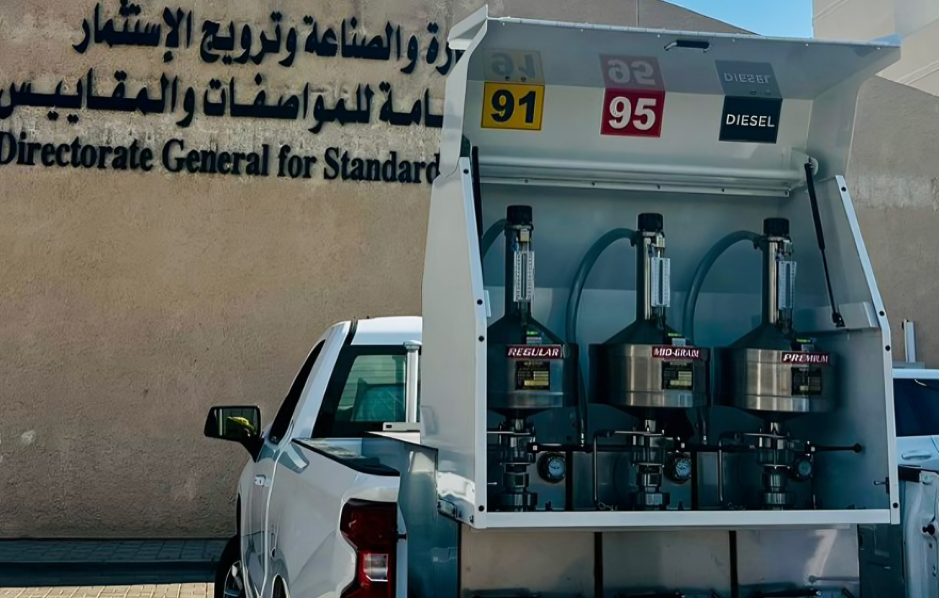 رة والصناعة وترويج الإستثمار
امة للمواصفات والمقاييس
Directorate General for Standard
91
95
DIESEL
91
95
DIESEL
REGULAR
MID-GRADE
PREMIUM